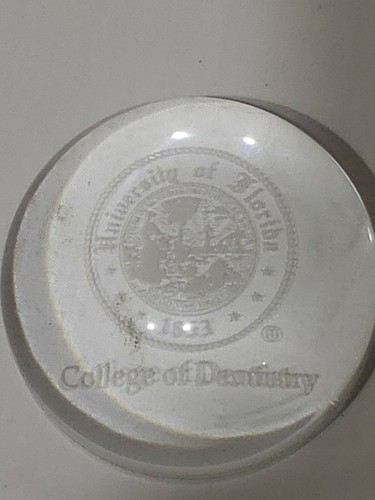 University of Florida
1853
®
College of Dentistry